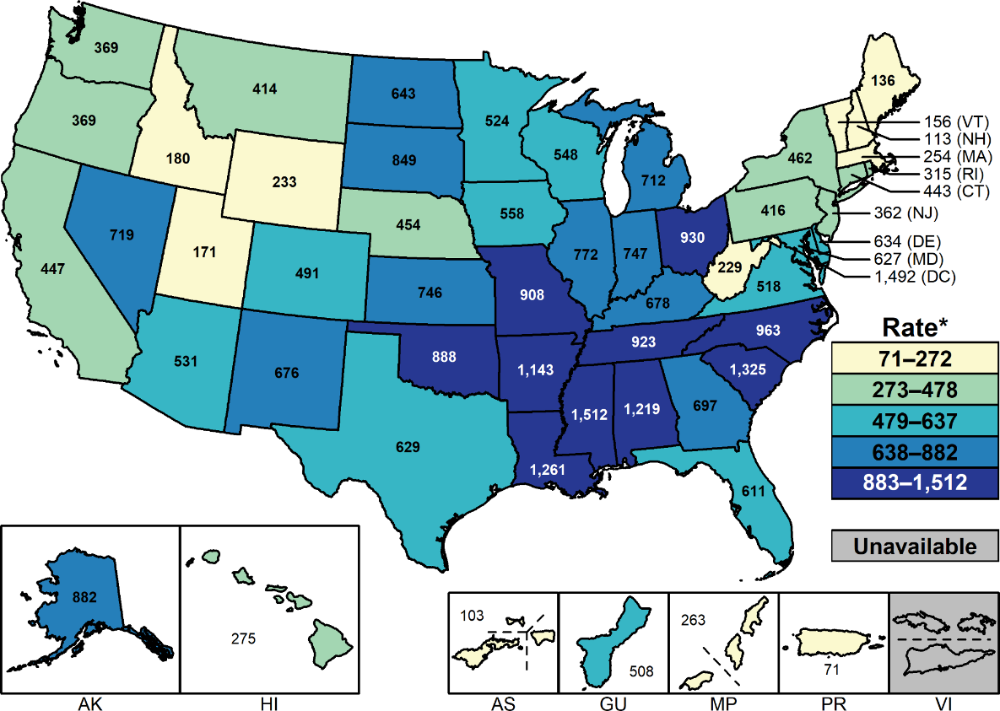 369
369
447
180
414
233
719
171
491
531
676
643
849
454
746
888
629
524
558
908
1,143
1,261
548
772
712
747
930
678
923
1,512
1,219
697
611
1,325
963
518
229
416
462
136
156 (VT)
113 (NH)
254 (MA)
315 (RI)
443 (CT)
362 (NJ)
634 (DE)
627 (MD)
1,492 (DC)
Rate*
71–272
273–478
479–637
638–882
883–1,512
Unavailable
882
AK
275
HI
103
AS
508
GU
263
MP
71
PR
VI